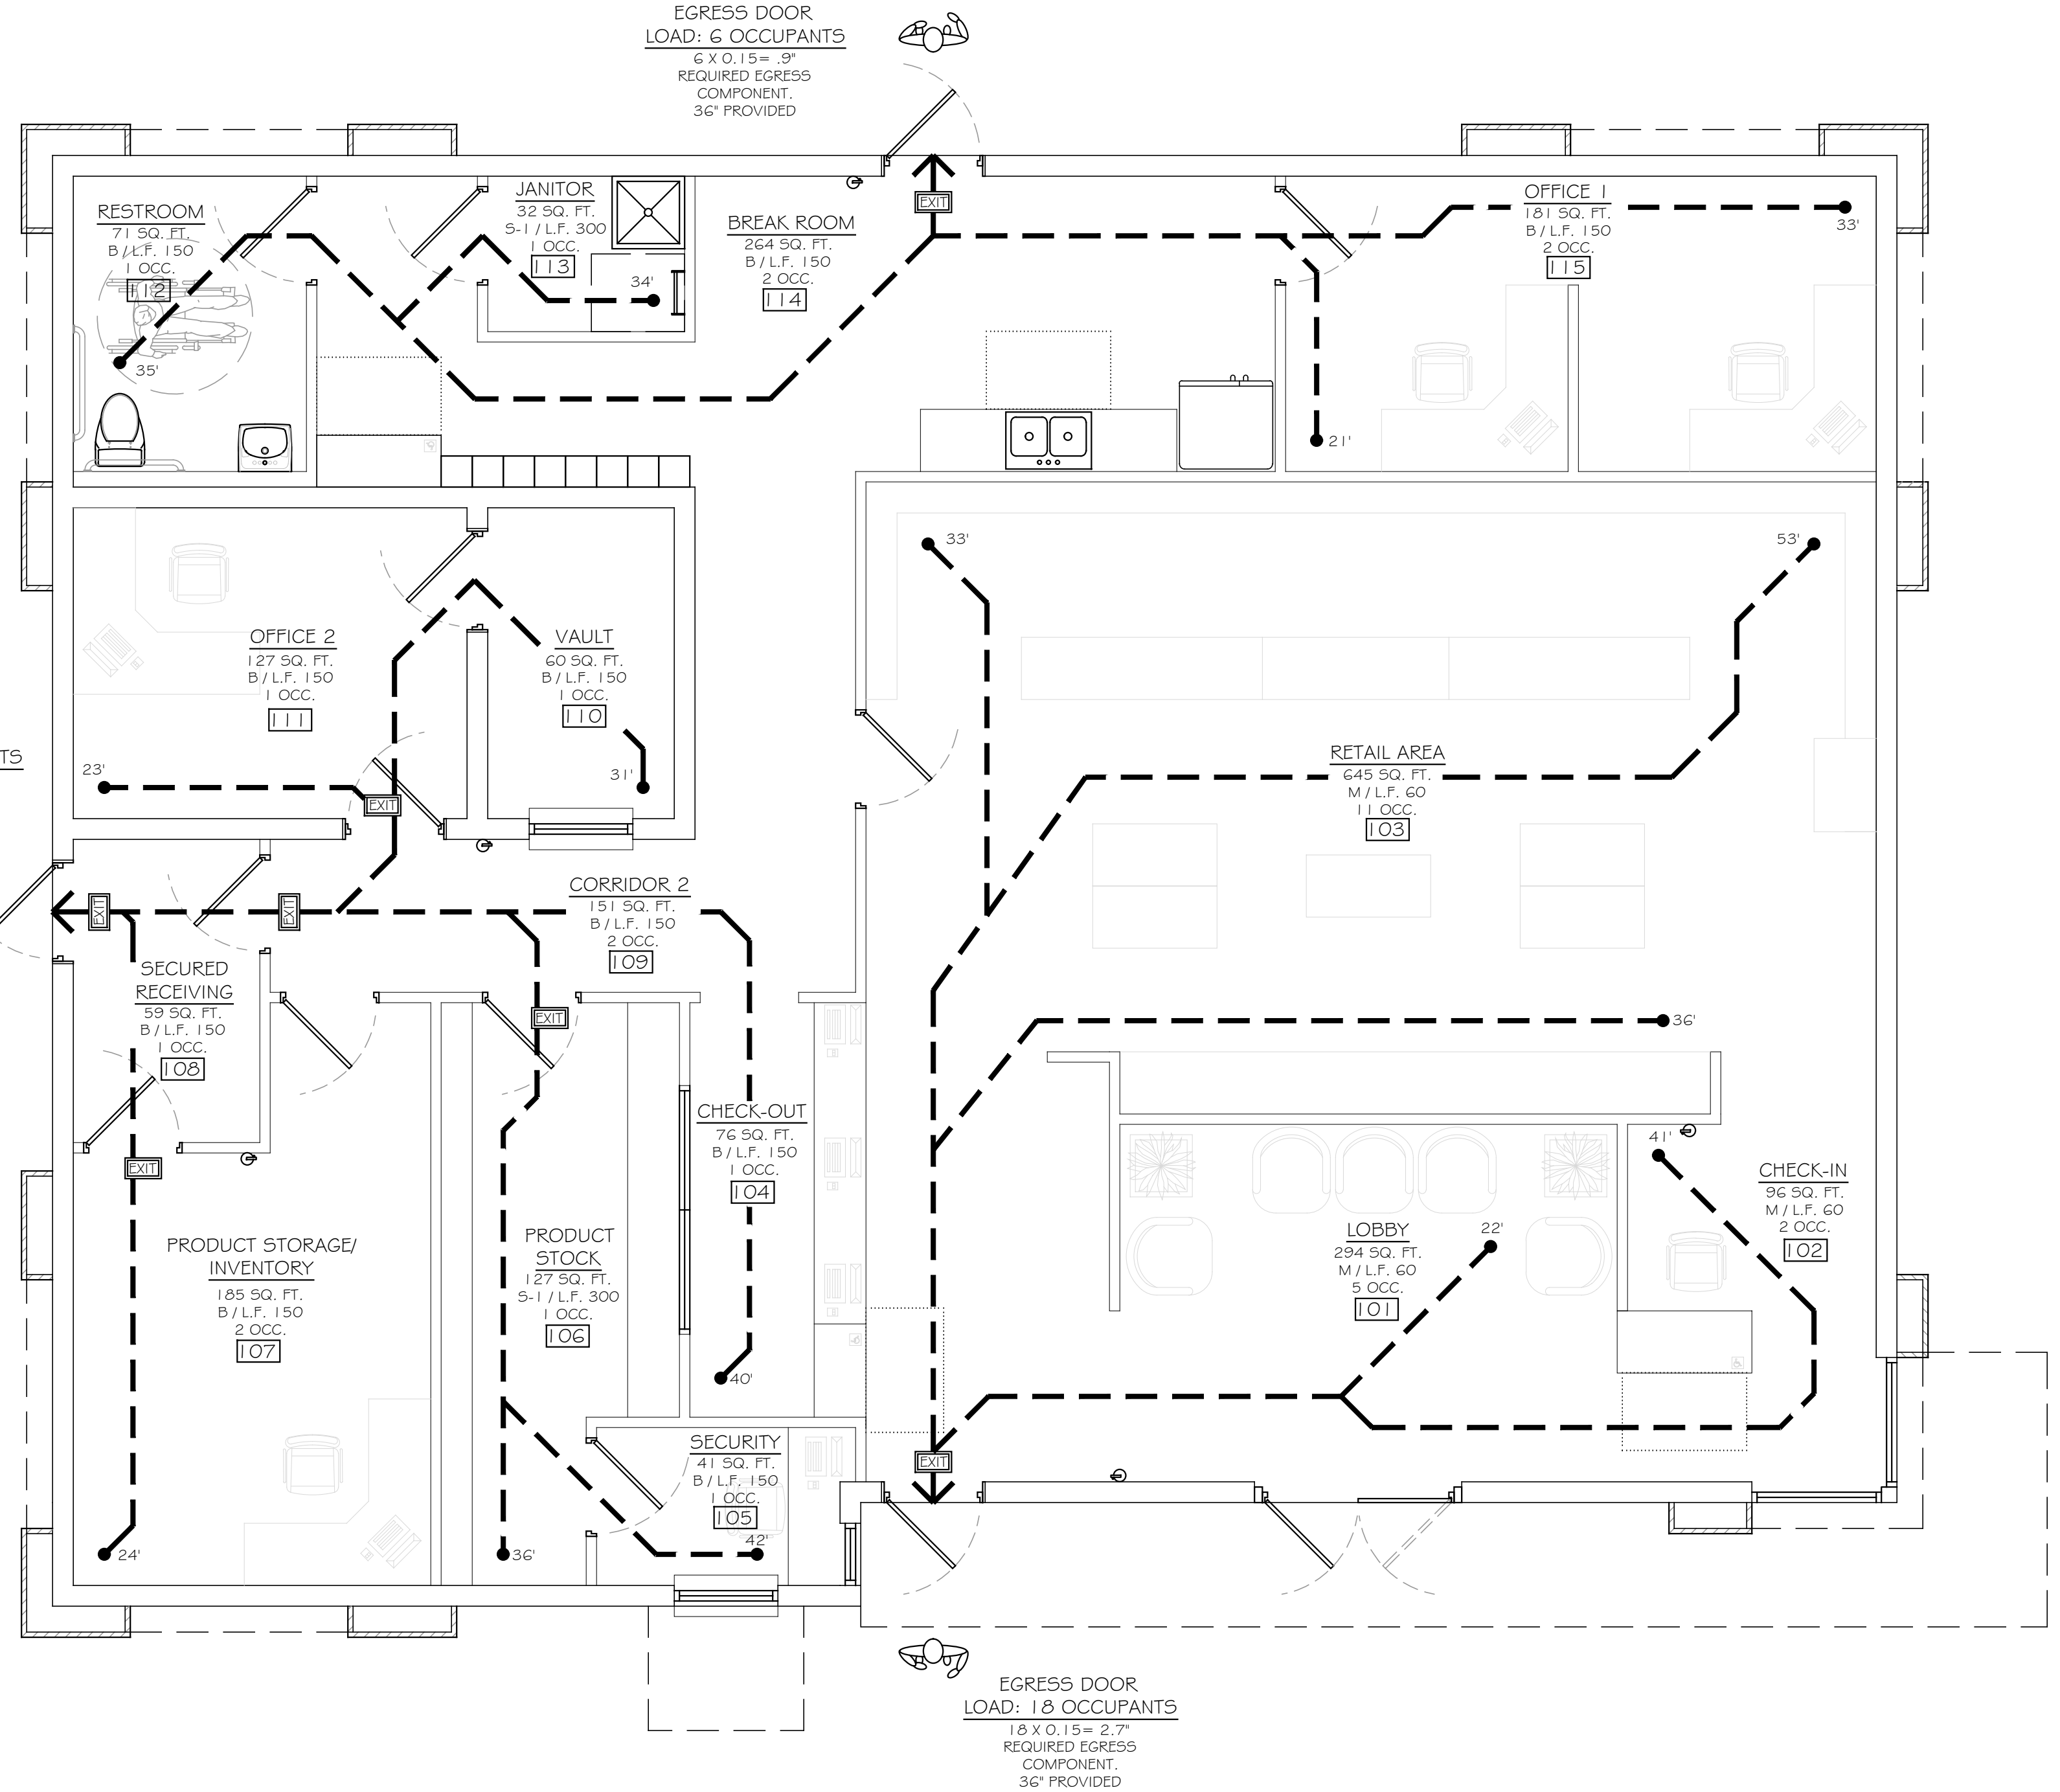 EGRESS DOOR
LOAD: 6 OCCUPANTS
6 X 0.15= .9"
REQUIRED EGRESS
COMPONENT.
36" PROVIDED
EXIT
RESTROOM
71 SQ. FT.
B / L.F. 150
1 OCC.
112
35'
JANITOR
32 SQ. FT.
S-1 / L.F. 300
1 OCC.
113
34'
BREAK ROOM
264 SQ. FT.
B / L.F. 150
2 OCC.
114
OFFICE 1
181 SQ. FT.
B / L.F. 150
2 OCC.
115
33'
21'
OFFICE 2
127 SQ. FT.
B / L.F. 150
1 OCC.
111
23'
EXIT
VAULT
60 SQ. FT.
B / L.F. 150
1 OCC.
110
31'
33'
53'
RETAIL AREA
645 SQ. FT.
M / L.F. 60
11 OCC.
103
36'
TS
EXIT
EXIT
CORRIDOR 2
151 SQ. FT.
B / L.F. 150
2 OCC.
109
SECURED
RECEIVING
59 SQ. FT.
B / L.F. 150
1 OCC.
108
EXIT
EXIT
CHECK-OUT
76 SQ. FT.
B / L.F. 150
1 OCC.
104
40'
PRODUCT STORAGE/
INVENTORY
185 SQ. FT.
B / L.F. 150
2 OCC.
107
24'
PRODUCT
STOCK
127 SQ. FT.
S-1 / L.F. 300
1 OCC.
106
36'
SECURITY
41 SQ. FT.
B / L.F. 150
1 OCC.
105
42'
LOBBY
294 SQ. FT.
M / L.F. 60
5 OCC.
101
22'
41'
CHECK-IN
96 SQ. FT.
M / L.F. 60
2 OCC.
102
EXIT
EGRESS DOOR
LOAD: 18 OCCUPANTS
18 X 0.15= 2.7"
REQUIRED EGRESS
COMPONENT.
36" PROVIDED